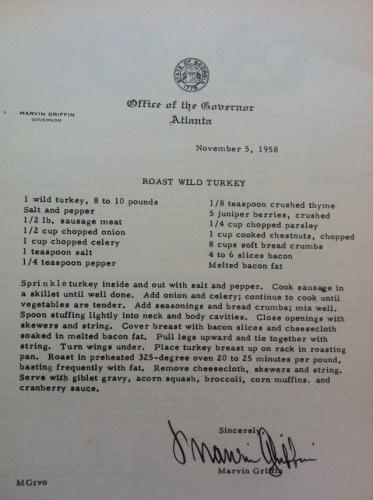 STATE OF GEORGIA
1776
Office of the Governor
Atlanta
MARVIN GRIFFIN
GOVERNOR
November 5, 1958
ROAST WILD TURKEY
1 wild turkey, 8 to 10 pounds
Salt and pepper
1/2 lb. sausage meat
1/2 cup chopped onion
1 cup chopped celery
1 teaspoon salt
1/4 teaspoon pepper
1/8 teaspoon crushed thyme
5 juniper berries, crushed
1/4 cup chopped parsley
1 cup cooked chestnuts, chopped
8 cups soft bread crumbs
4 to 6 slices bacon
Melted bacon fat
Sprinkle turkey inside and out with salt and pepper. Cook sausage in
a skillet until well done. Add onion and celery; continue to cook until
vegetables are tender. Add seasonings and bread crumbs; mix well.
Spoon stuffing lightly into neck and body cavities. Close openings with
skewers and string. Cover breast with bacon slices and cheesecloth
soaked in melted bacon fat. Pull legs upward and tie together with
string. Turn wings under. Place turkey breast up on rack in roasting
pan. Roast in preheated 325-degree oven 20 to 25 minutes per pound,
basting frequently with fat. Remove cheesecloth, skewers and string.
Serve with giblet gravy, acorn squash, broccoli, corn muffins. and
cranberry sauce.
Sincerely,
Marvin Griffin
Marvin Griffin
MG:vo